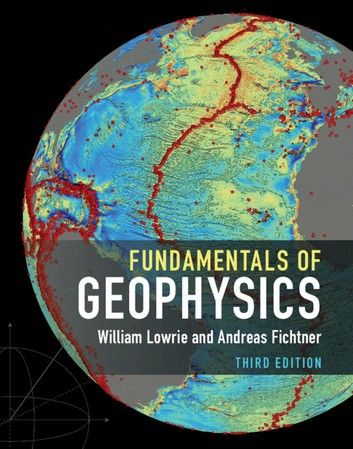 FUNDAMENTALS OF
GEOPHYSICS
William Lowrie and Andreas Fichtner
THIRD EDITION